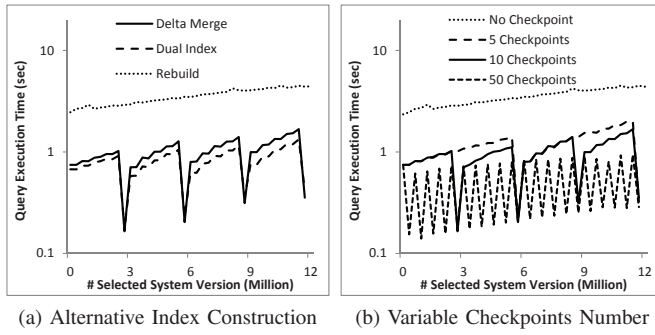 Query Execution Time (sec)
10
1
0.1
Delta Merge
Dual Index
Rebuild
0 3 6 9 12
# Selected System Version (Million)
(a) Alternative Index Construction
Query Execution Time (sec)
10
1
0.1
No Checkpoint
5 Checkpoints
10 Checkpoints
50 Checkpoints
0 3 6 9 12
# Selected System Version (Million)
(b) Variable Checkpoints Number